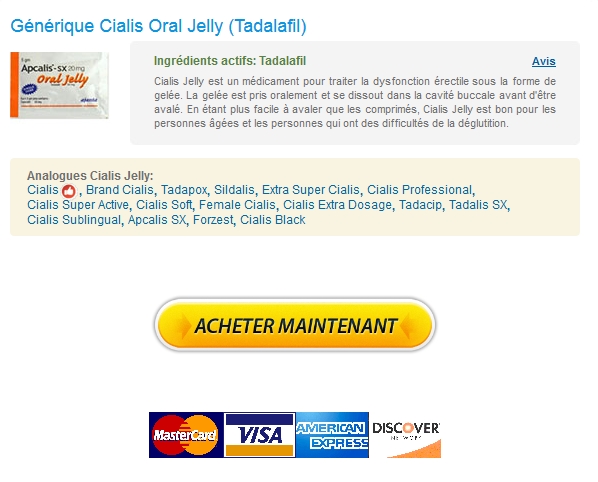 Générique Cialis Oral Jelly (Tadalafil)
5 gm
Apcalis®-SX 20mg
Oral Jelly
ajanta
Ingrédients actifs: Tadalafil
Avis
Cialis Jelly est un médicament pour traiter la dysfonction érectile sous la forme de
gelée. La gelée est pris oralement et se dissout dans la cavité buccale avant d'être
avalé. En étant plus facile à avaler que les comprimés, Cialis Jelly est bon pour les
personnes âgées et les personnes qui ont des difficultés de la déglutition.
Analogues Cialis Jelly:
Cialis , Brand Cialis, Tadapox, Sildalis, Extra Super Cialis, Cialis Professional,
Cialis Super Active, Cialis Soft, Female Cialis, Cialis Extra Dosage, Tadacip, Tadalis SX,
Cialis Sublingual, Apcalis SX, Forzest, Cialis Black
ACHETER MAINTENANT
MasterCard
VISA
AMERICAN
EXPRESS
DISCOVER
NETWORK